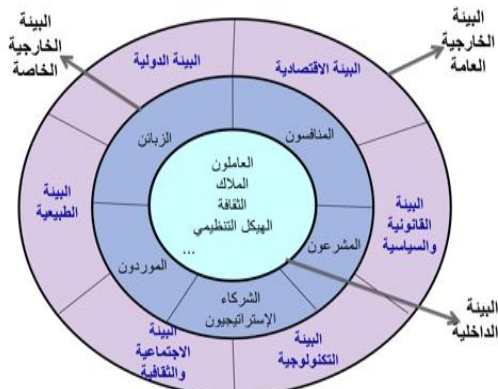 البيئة
الخارجية
العامة
البيئة
الخارجية
الخاصة
البيئة الاقتصادية
البيئة الدولية
المنافسون
الزبائن
العاملون
الملاك
الثقافة
الهيكل التنظيمي
...
البيئة
القانونية
والسياسية
البيئة
الطبيعية
المشرعون
الموردون
الشركاء
الإستراتيجيون
البيئة
الداخلية
البيئة
التكنولوجية
البيئة
الاجتماعية
والثقافية